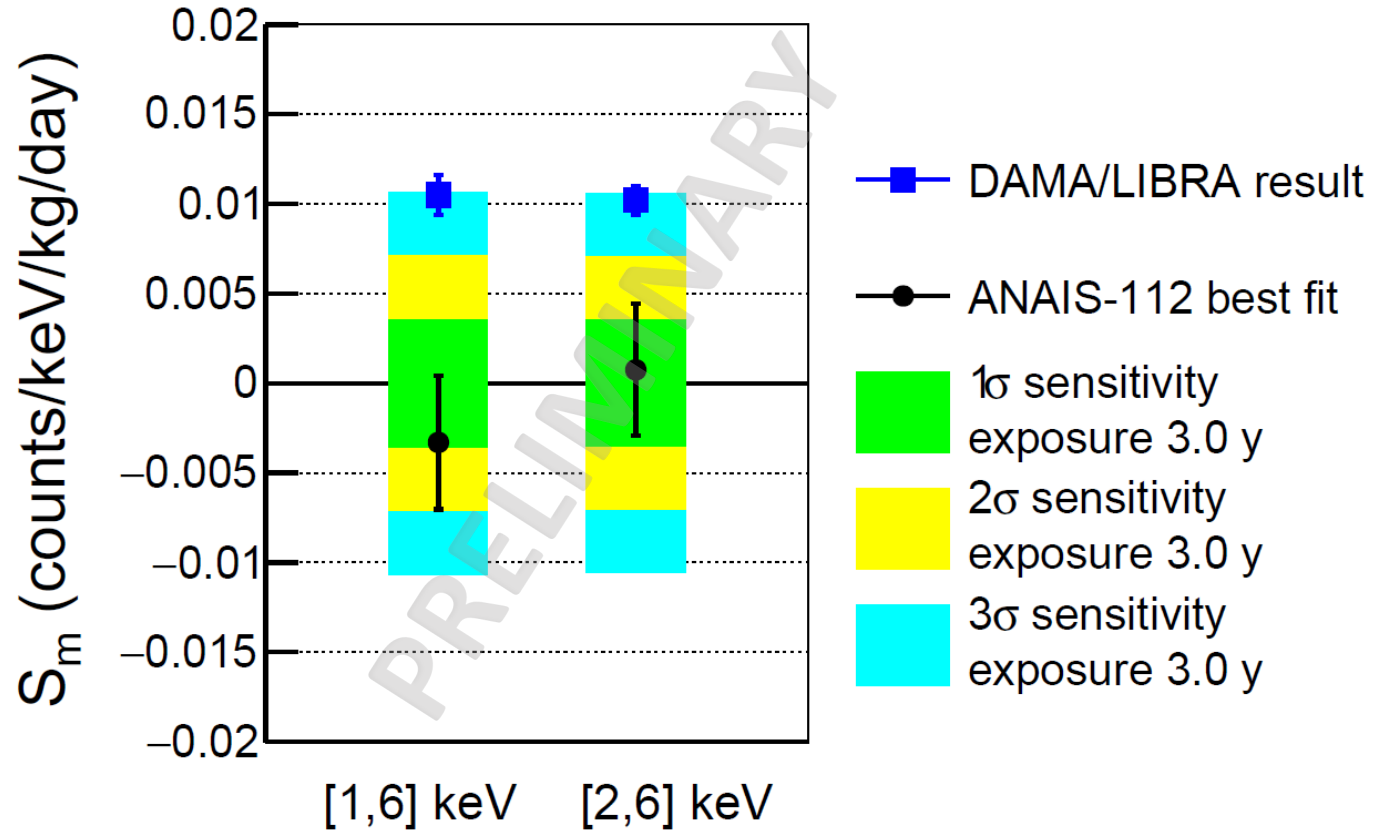 0.02
0.015
0.01
0.005
0
−0.005
−0.01
−0.015
−0.02
S_m (counts/keV/kg/day)
[1,6] keV
[2,6] keV
PRELIMINARY
DAMA/LIBRA result
ANAIS-112 best fit
1σ sensitivity
exposure 3.0 y
2σ sensitivity
exposure 3.0 y
3σ sensitivity
exposure 3.0 y